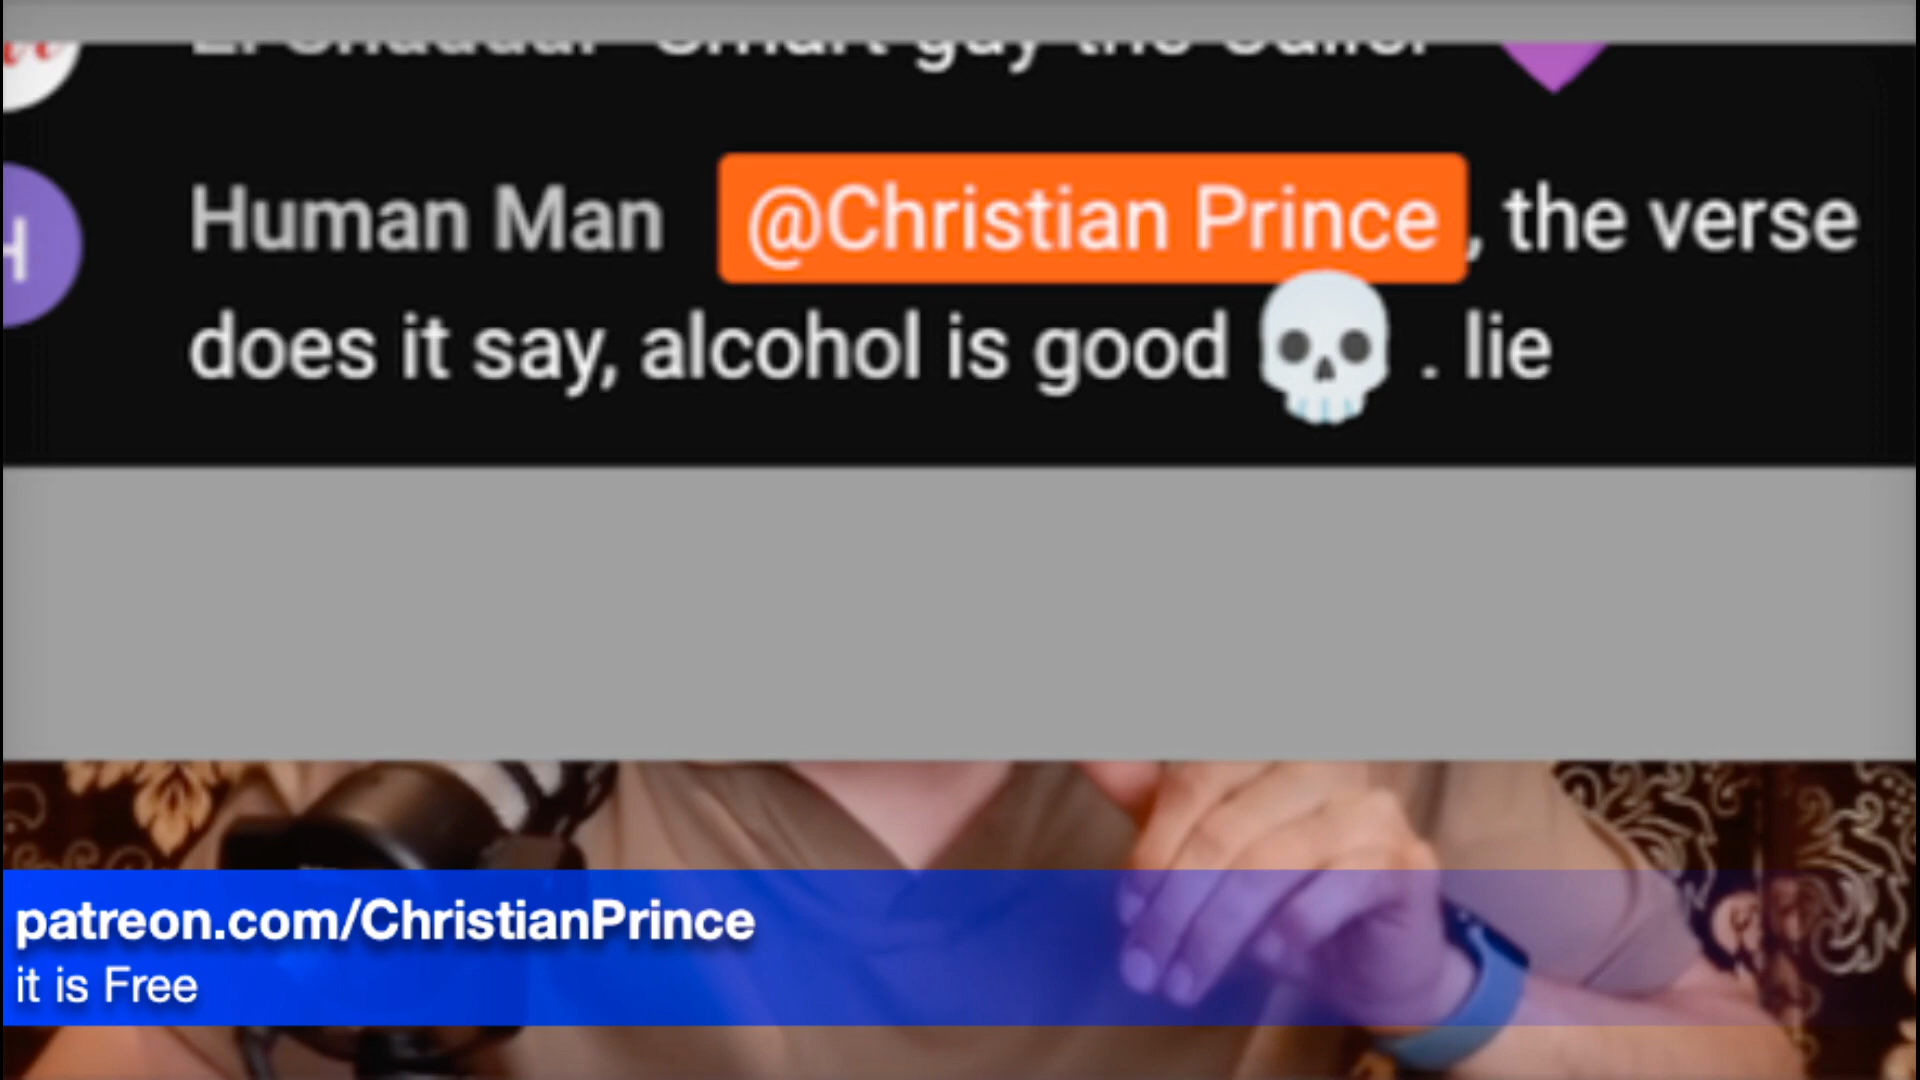 Human Man @Christian Prince, the verse
does it say, alcohol is good 💀 . lie
patreon.com/ChristianPrince
it is Free